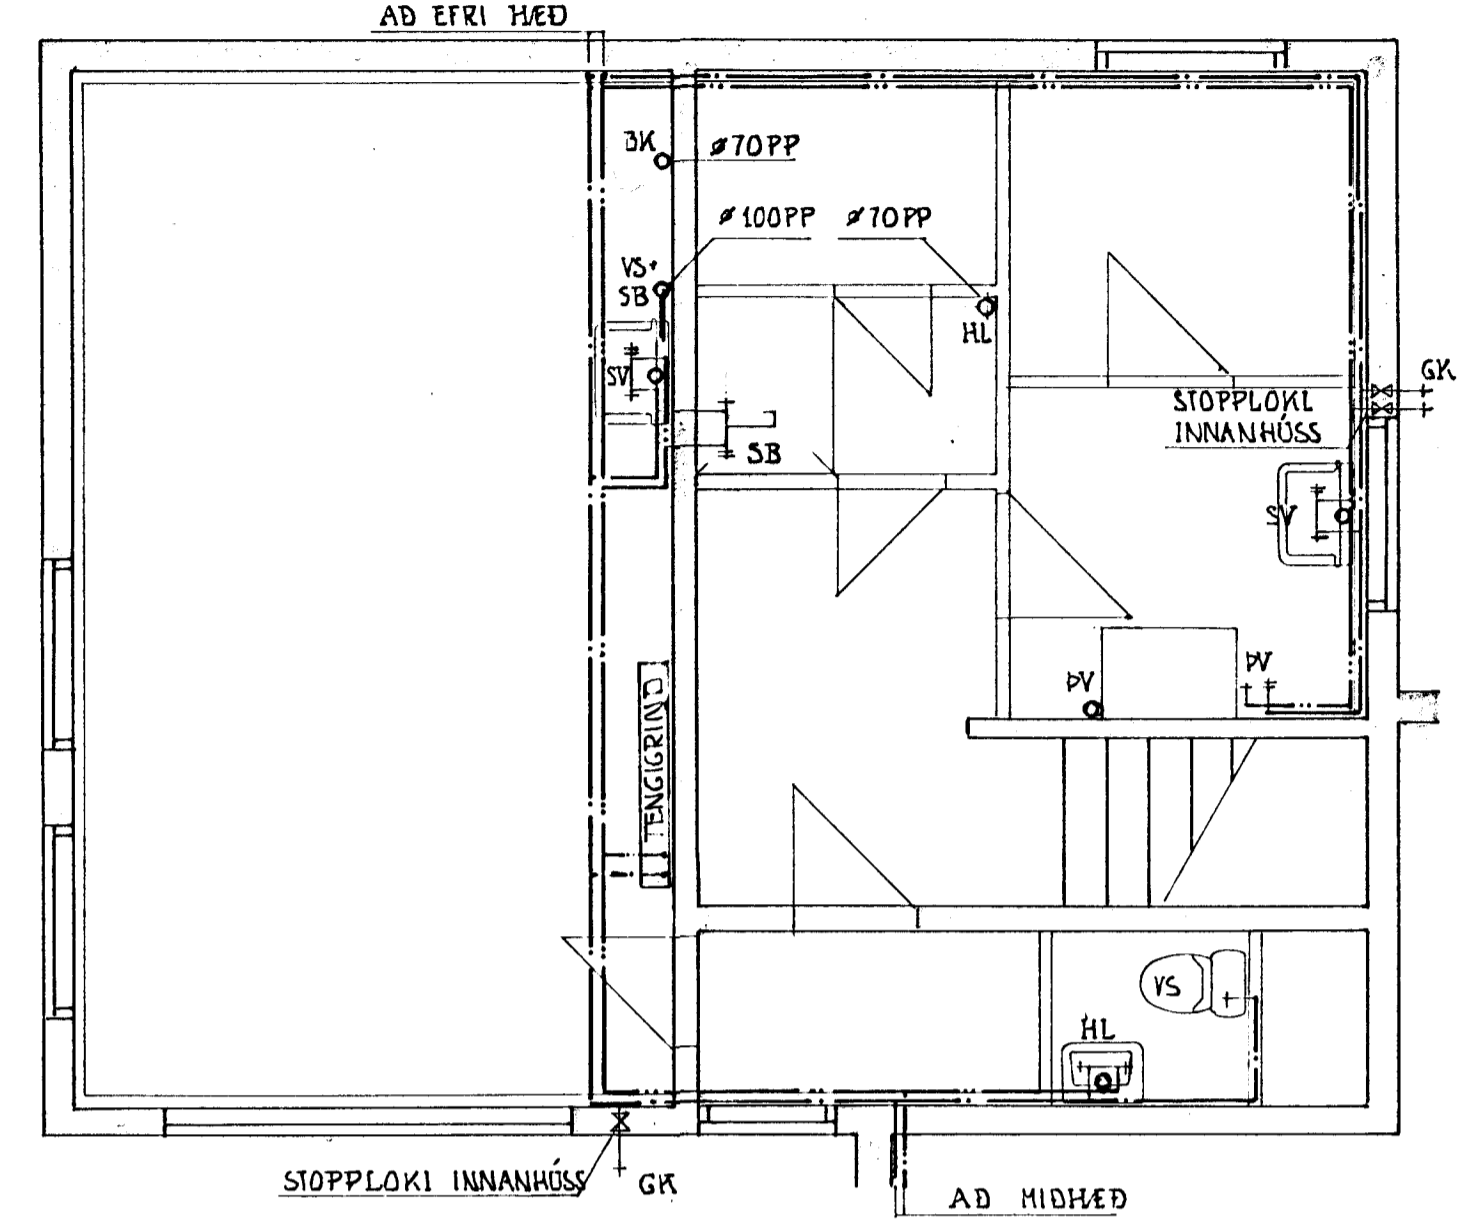 AÐ EFRI HÆÐ
BK
ø70PP
ø100PP
ø70PP
VS+
SB
HL
SV
GK
STOPPLOKI
INNANHÚSS
SB
SV
TENGIGRIND
ÞV
ÞV
VS
HL
STOPPLOKI INNANHÚSS
GK
AÐ MIÐHÆÐ